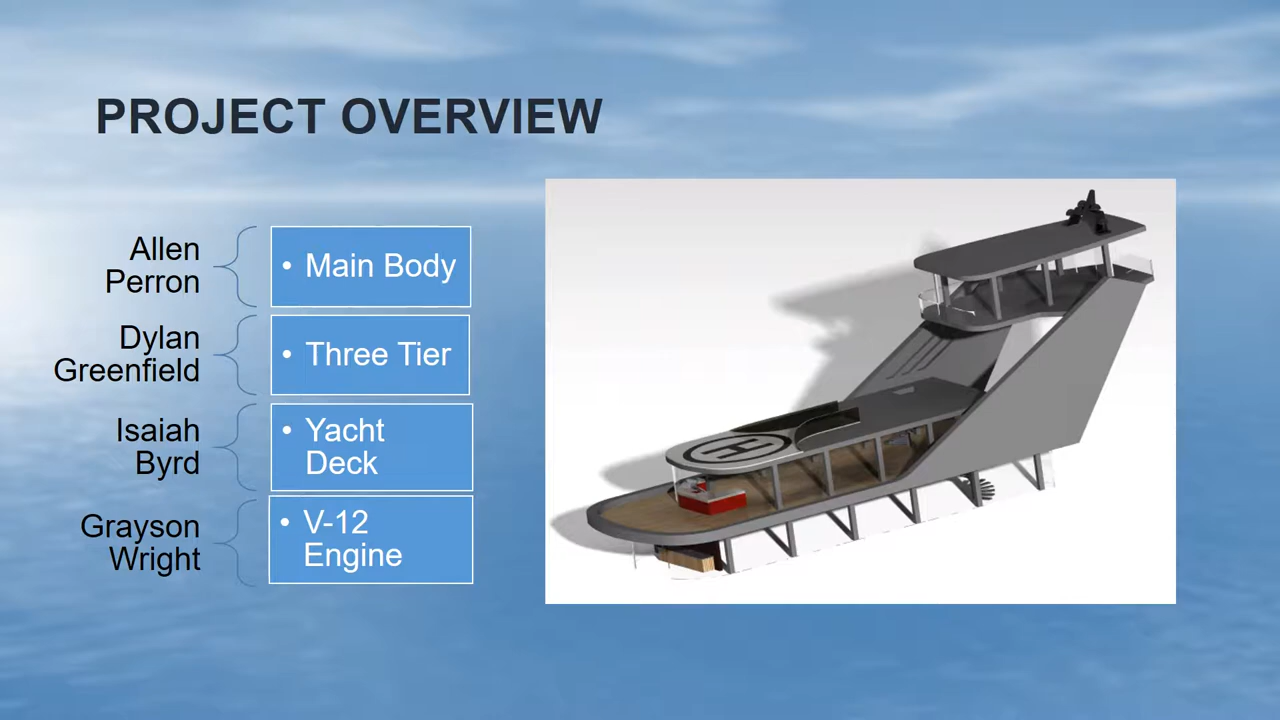 PROJECT OVERVIEW
Allen
Perron
• Main Body
Dylan
Greenfield
• Three Tier
Isaiah
Byrd
• Yacht
Deck
Grayson
Wright
• V-12
Engine
H